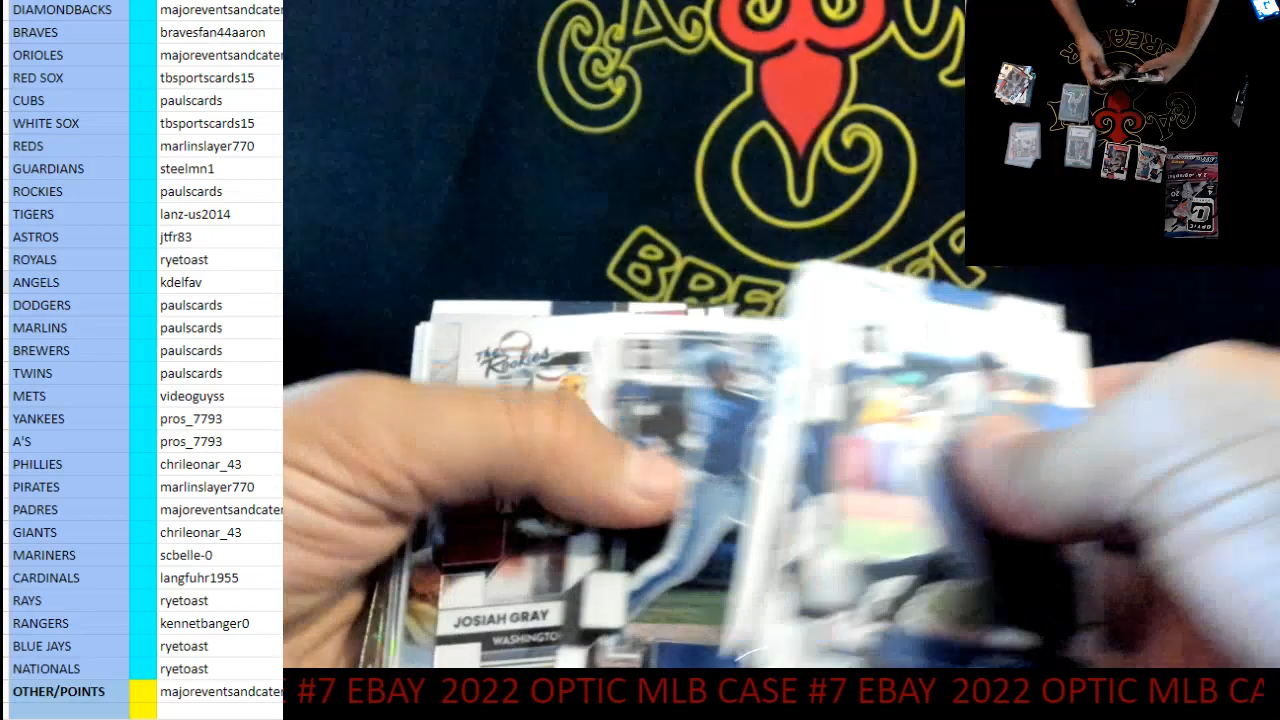 DIAMONDBACKS majoreventsandcater
BRAVES bravesfan44aaron
ORIOLES majoreventsandcater
RED SOX tbsportscards15
CUBS paulscards
WHITE SOX tbsportscards15
REDS marlinslayer770
GUARDIANS steelmn1
ROCKIES paulscards
TIGERS lanz-us2014
ASTROS jtfr83
ROYALS ryetoast
ANGELS kdelfav
DODGERS paulscards
MARLINS paulscards
BREWERS paulscards
TWINS paulscards
METS videoguyss
YANKEES pros_7793
A'S pros_7793
PHILLIES chrileonar_43
PIRATES marlinslayer770
PADRES majoreventsandcater
GIANTS chrileonar_43
MARINERS scbelle-0
CARDINALS langfuhr1955
RAYS ryetoast
RANGERS kennetbanger0
BLUE JAYS ryetoast
NATIONALS ryetoast
OTHER/POINTS majoreventsandcater
The Rookies
JOSIAH GRAY
WASHINGTO
#7 EBAY 2022 OPTIC MLB CASE #7 EBAY 2022 OPTIC MLB CA